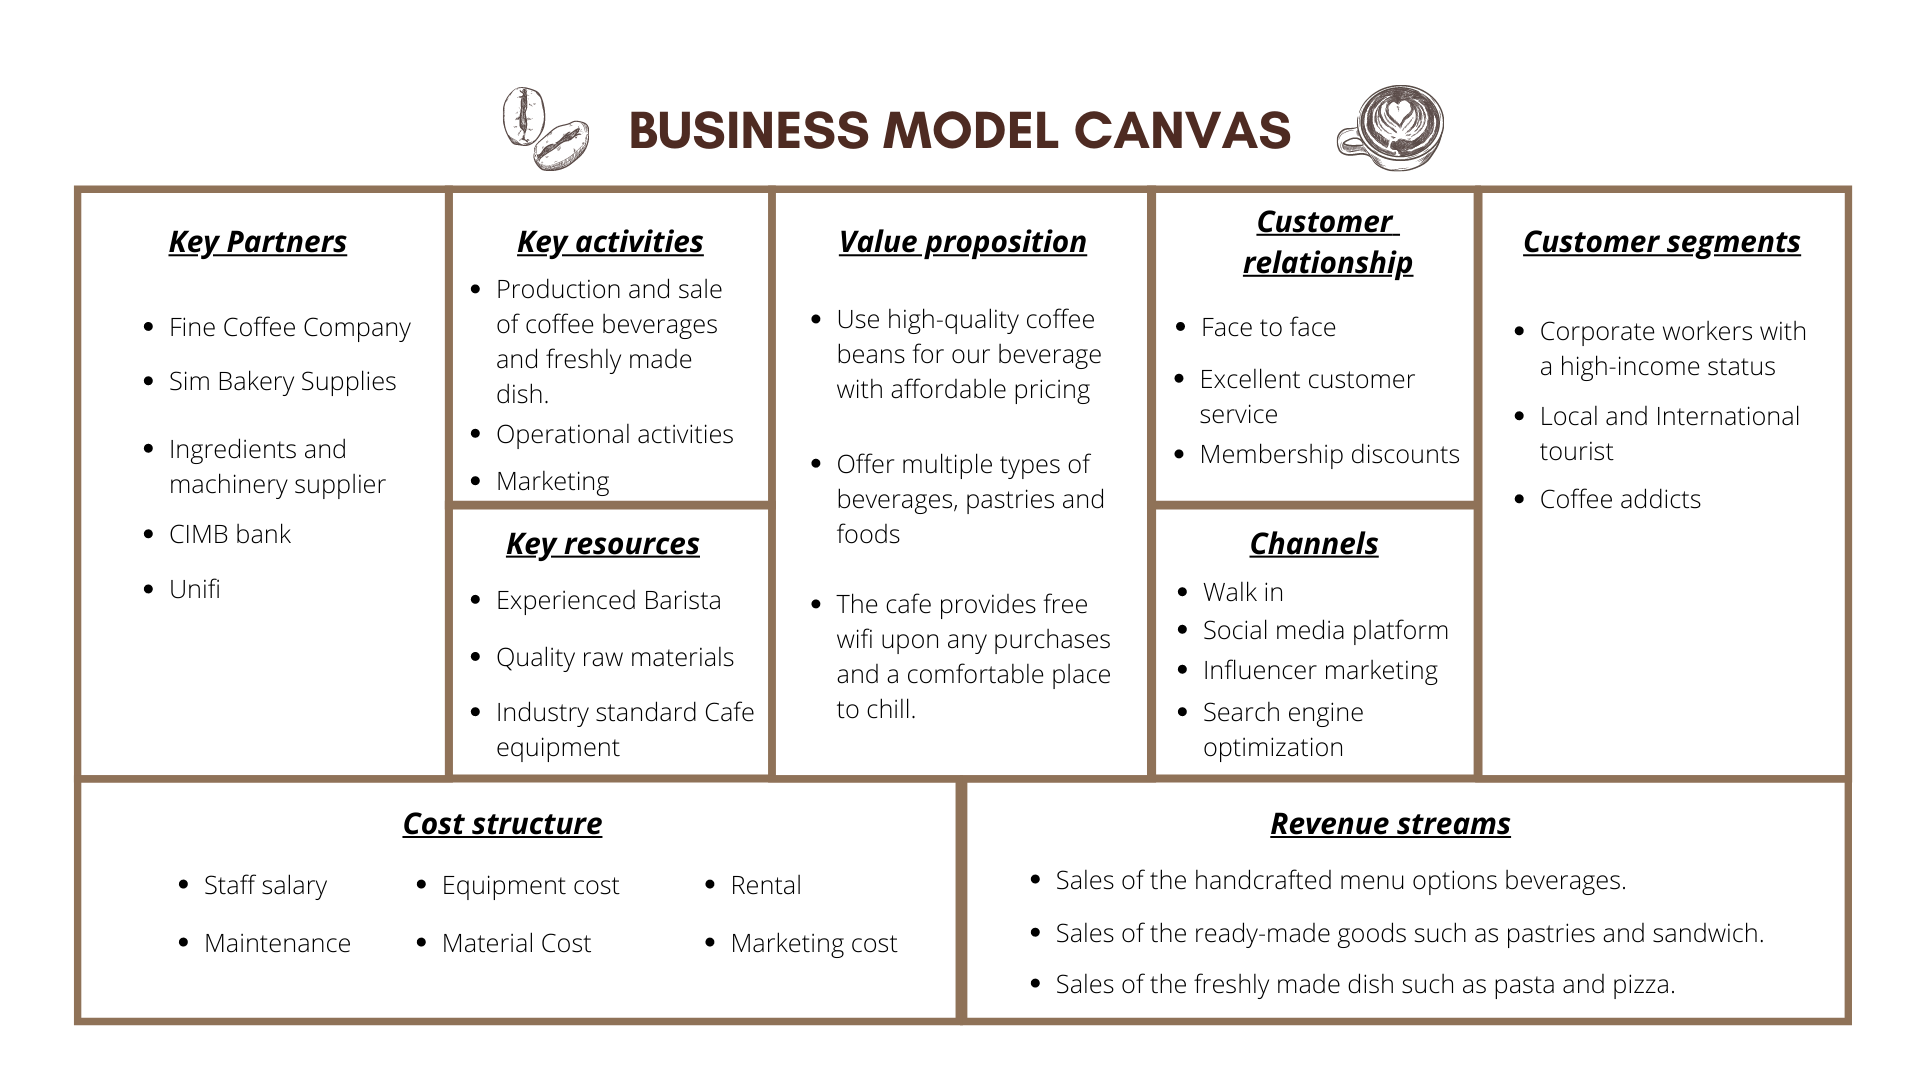 BUSINESS MODEL CANVAS
Key Partners
Fine Coffee Company
Sim Bakery Supplies
Ingredients and
machinery supplier
CIMB bank
Unifi
Key activities
Production and sale
of coffee beverages
and freshly made
dish.
Operational activities
Marketing
Key resources
Experienced Barista
Quality raw materials
Industry standard Cafe
equipment
Value proposition
Use high-quality coffee
beans for our beverage
with affordable pricing
Offer multiple types of
beverages, pastries and
foods
The cafe provides free
wifi upon any purchases
and a comfortable place
to chill.
Customer
relationship
Face to face
Excellent customer
service
Membership discounts
Channels
Walk in
Social media platform
Influencer marketing
Search engine
optimization
Customer segments
Corporate workers with
a high-income status
Local and International
tourist
Coffee addicts
Cost structure
Staff salary
Maintenance
Equipment cost
Material Cost
Rental
Marketing cost
Revenue streams
Sales of the handcrafted menu options beverages.
Sales of the ready-made goods such as pastries and sandwich.
Sales of the freshly made dish such as pasta and pizza.